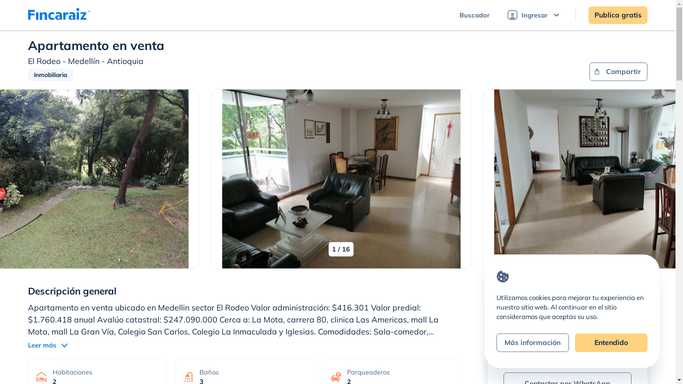 Fincaraiz
Buscador
Ingresar
Publica gratis
Apartamento en venta
El Rodeo - Medellín - Antioquia
Inmobiliaria
Compartir
1 / 16
Descripción general
Apartamento en venta ubicado en Medellin sector El Rodeo Valor administración: $416.301 Valor predial:
$1.760.418 anual Avalúo catastral: $247.090.000 Cerca a: La Mota, carrera 80, clínica Las Americas, mall La
Mota, mall La Gran Vía, Colegio San Carlos, Colegio La Inmaculada y Iglesias. Comodidades: Sala-comedor,...
Leer más
Habitaciones
2
Baños
3
Parqueaderos
2
Utilizamos cookies para mejorar tu experiencia en
nuestro sitio web. Al continuar en el sitio
consideramos que aceptas su uso.
Más información
Entendido
Contactar por WhatsApp